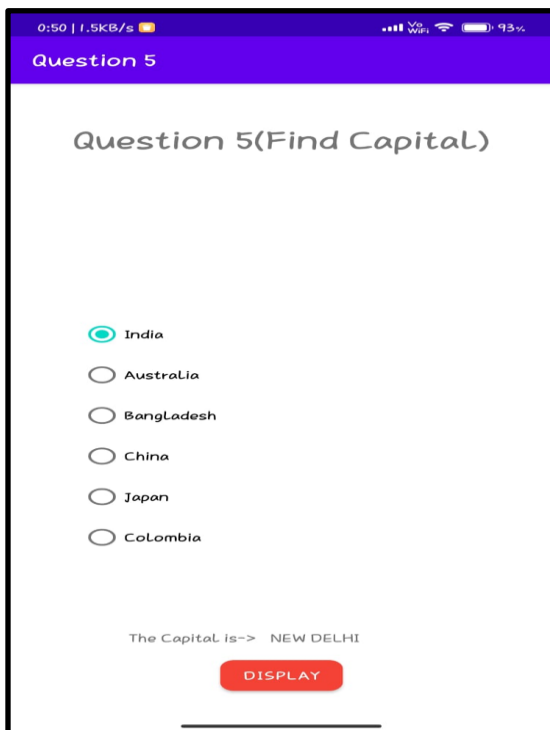 0:50 | 1.5KB/s Vo WiFi 93%
Question 5
Question 5(Find Capital)
India
Australia
Bangladesh
China
Japan
Colombia
The Capital is-> NEW DELHI
DISPLAY